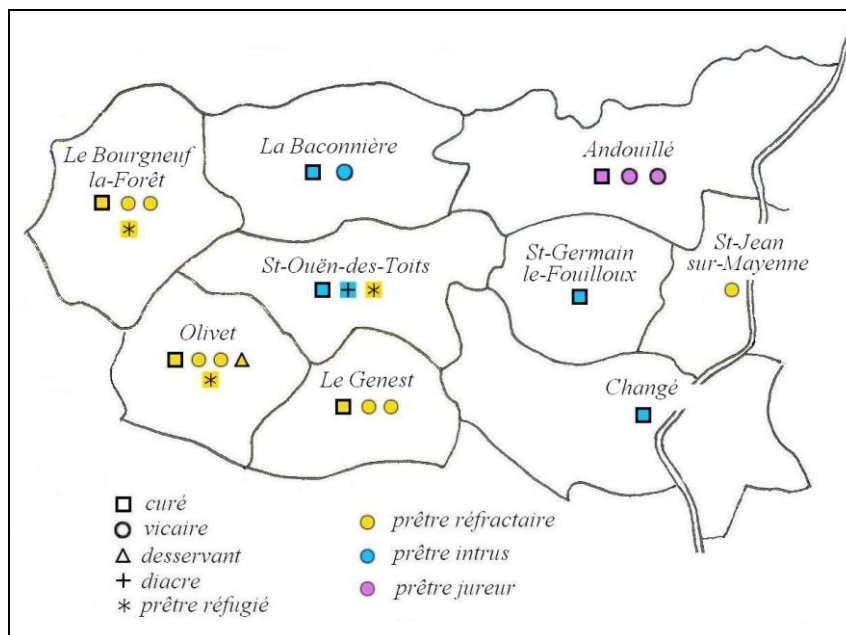 La Baconnière
Andouillé
Le Bourgneuf
la-Forêt
St-Ouën-des-Toits
St-Germain
le-Fouilloux
St-Jean
sur-Mayenne
Olivet
Le Genest
Changé
curé
vicaire
desservant
diacre
prêtre réfugié
prêtre réfractaire
prêtre intrus
prêtre jureur